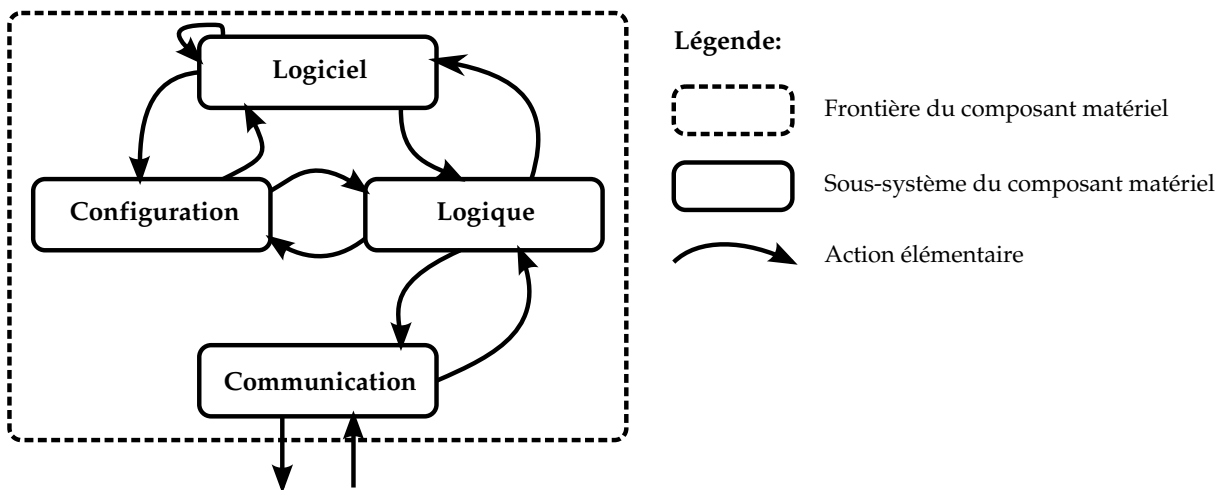 Logiciel
Configuration
Logique
Communication
Légende:
Frontière du composant matériel
Sous-système du composant matériel
Action élémentaire